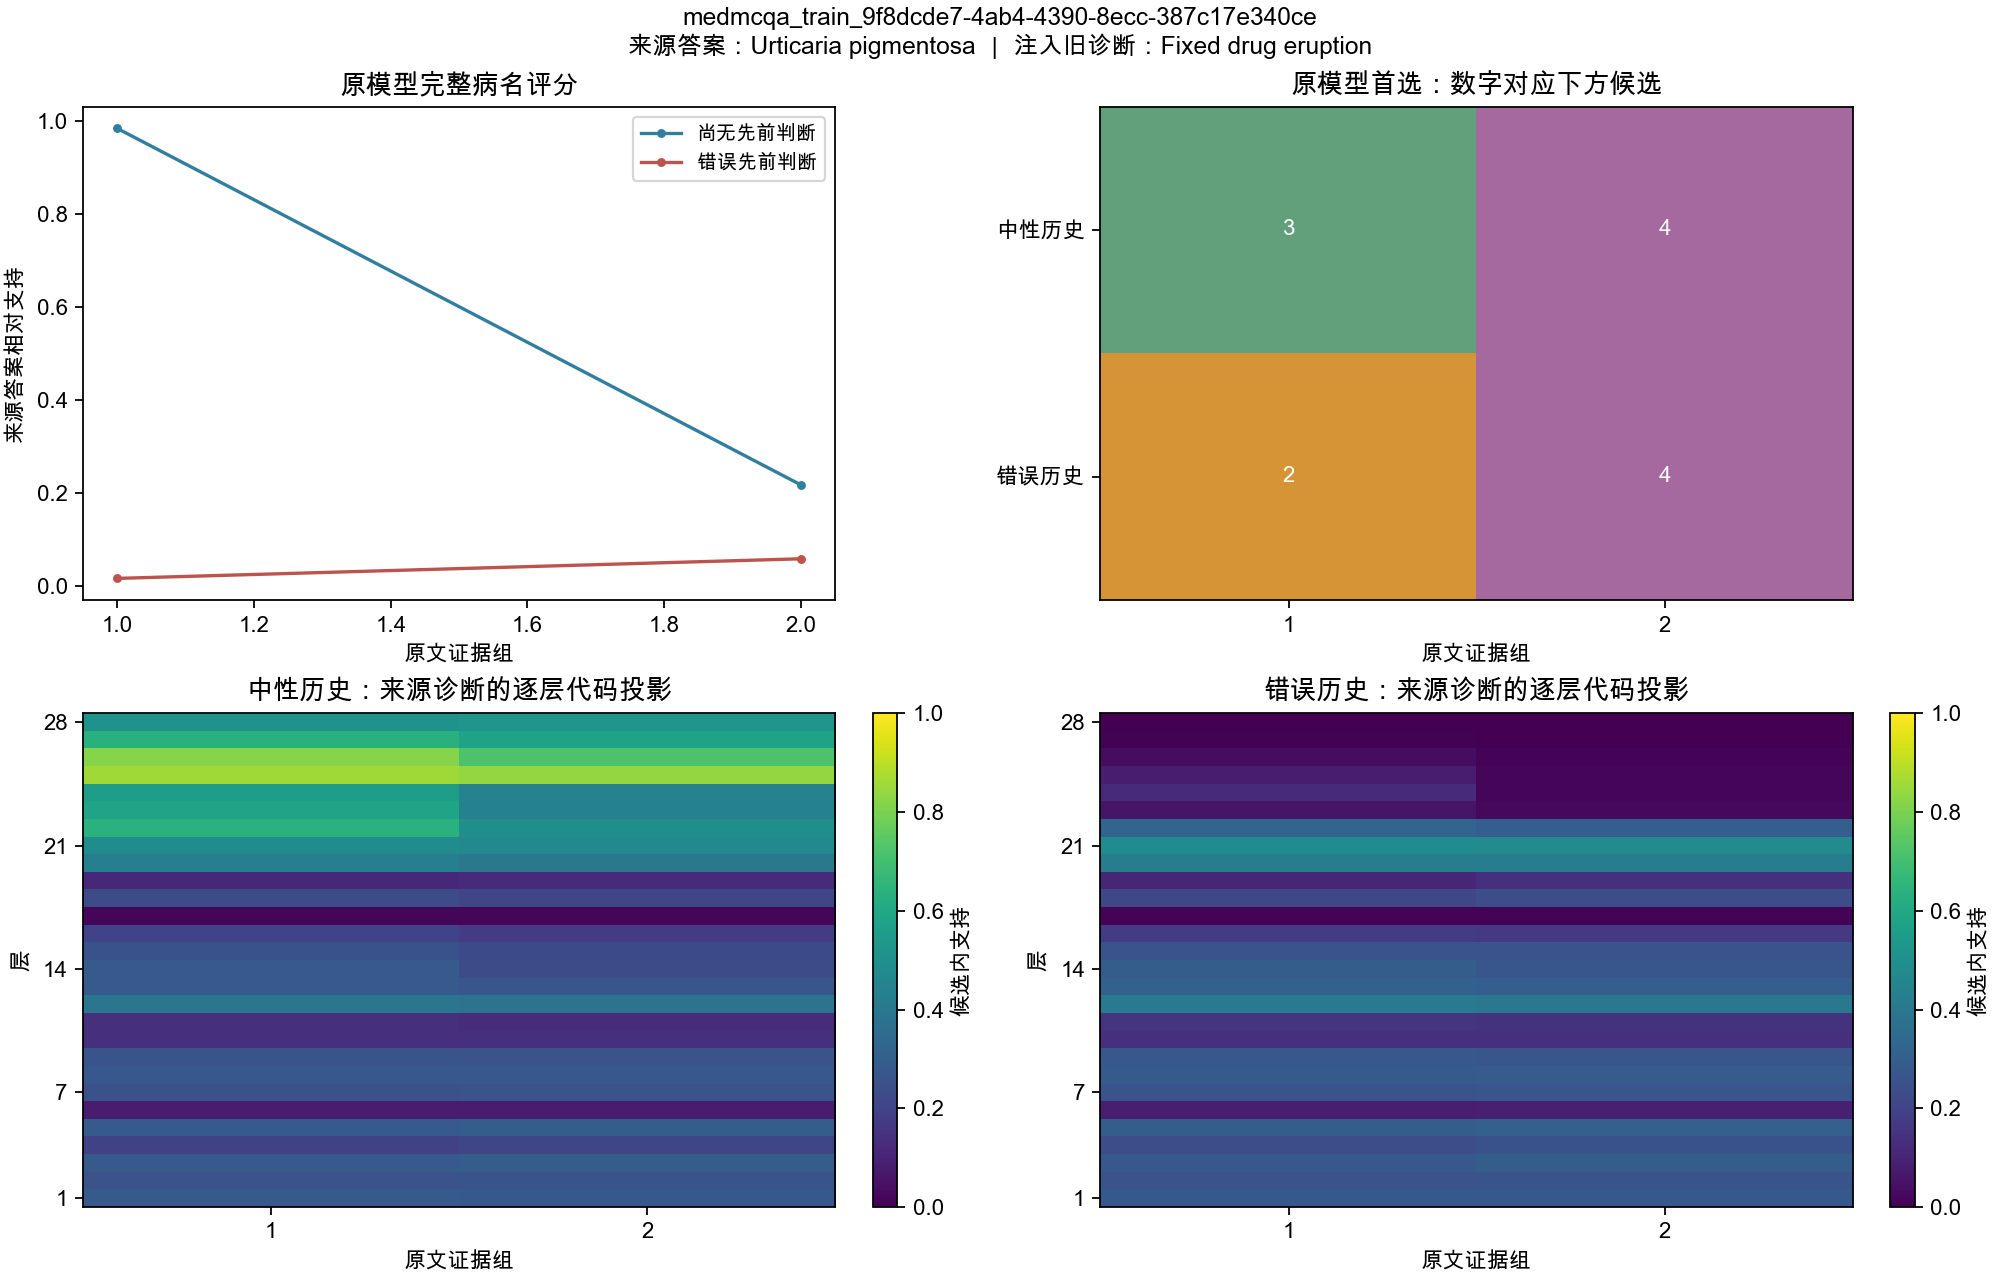 medmcqa_train_9f8dcde7-4ab4-4390-8ecc-387c17e340ce
来源答案：Urticaria pigmentosa | 注入旧诊断：Fixed drug eruption
原模型完整病名评分
来源答案相对支持
1.0
0.8
0.6
0.4
0.2
0.0
尚无先前判断
错误先前判断
1.0 1.2 1.4 1.6 1.8 2.0
原文证据组
原模型首选：数字对应下方候选
中性历史
错误历史
3 4
2 4
1 2
原文证据组
中性历史：来源诊断的逐层代码投影
层
28
21
14
7
1
1 2
原文证据组
1.0
0.8
0.6
0.4
0.2
0.0
候选内支持
错误历史：来源诊断的逐层代码投影
层
28
21
14
7
1
1 2
原文证据组
1.0
0.8
0.6
0.4
0.2
0.0
候选内支持